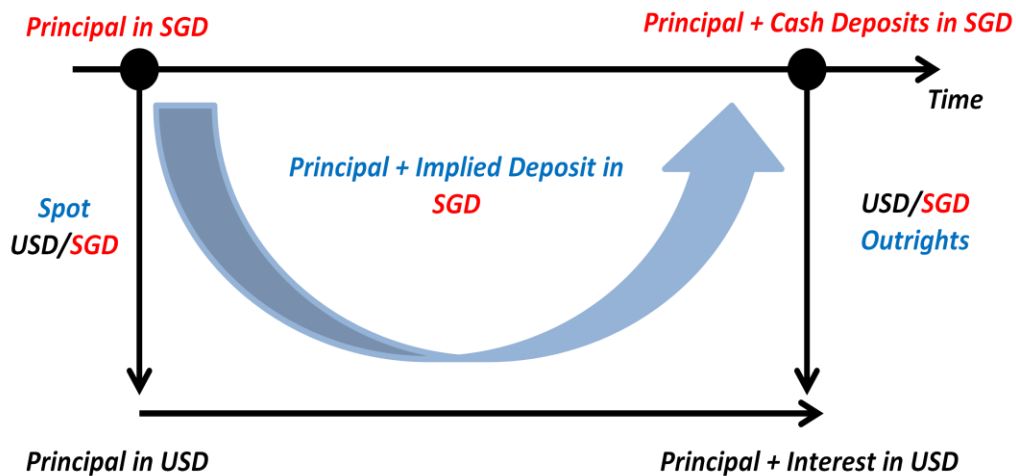 Principal in SGD
Principal + Cash Deposits in SGD
Time
Principal + Implied Deposit in
SGD
Spot
USD/SGD
USD/SGD
Outrights
Principal in USD
Principal + Interest in USD